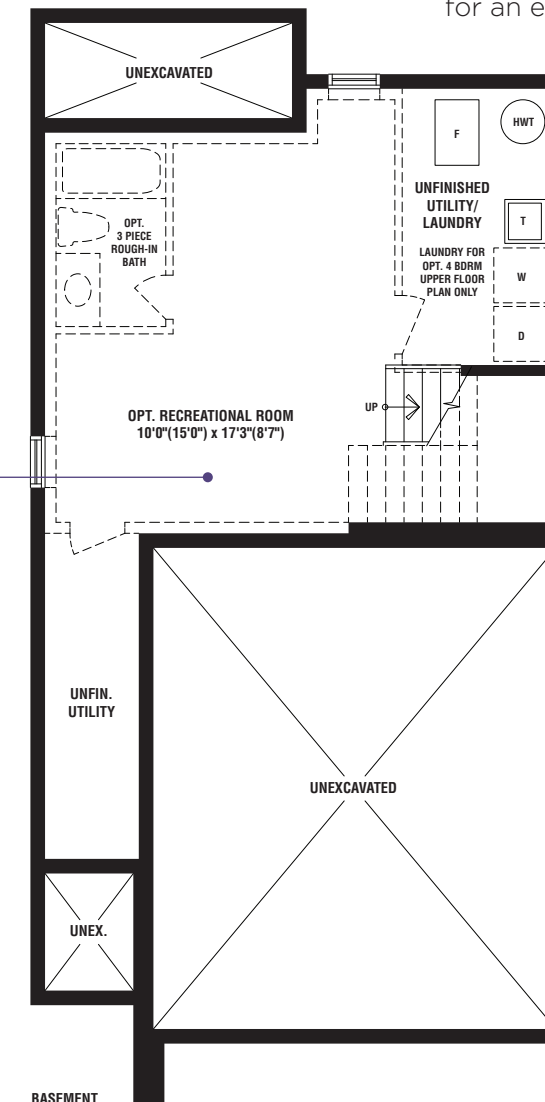 for an e
UNEXCAVATED
F
HWT
UNFINISHED
UTILITY/
LAUNDRY
T
LAUNDRY FOR
OPT. 4 BDRM
UPPER FLOOR
PLAN ONLY
W
D
OPT.
3 PIECE
ROUGH-IN
BATH
UP
OPT. RECREATIONAL ROOM
10'0"(15'0") x 17'3"(8'7")
UNFIN.
UTILITY
UNEXCAVATED
UNEX.
BASEMENT